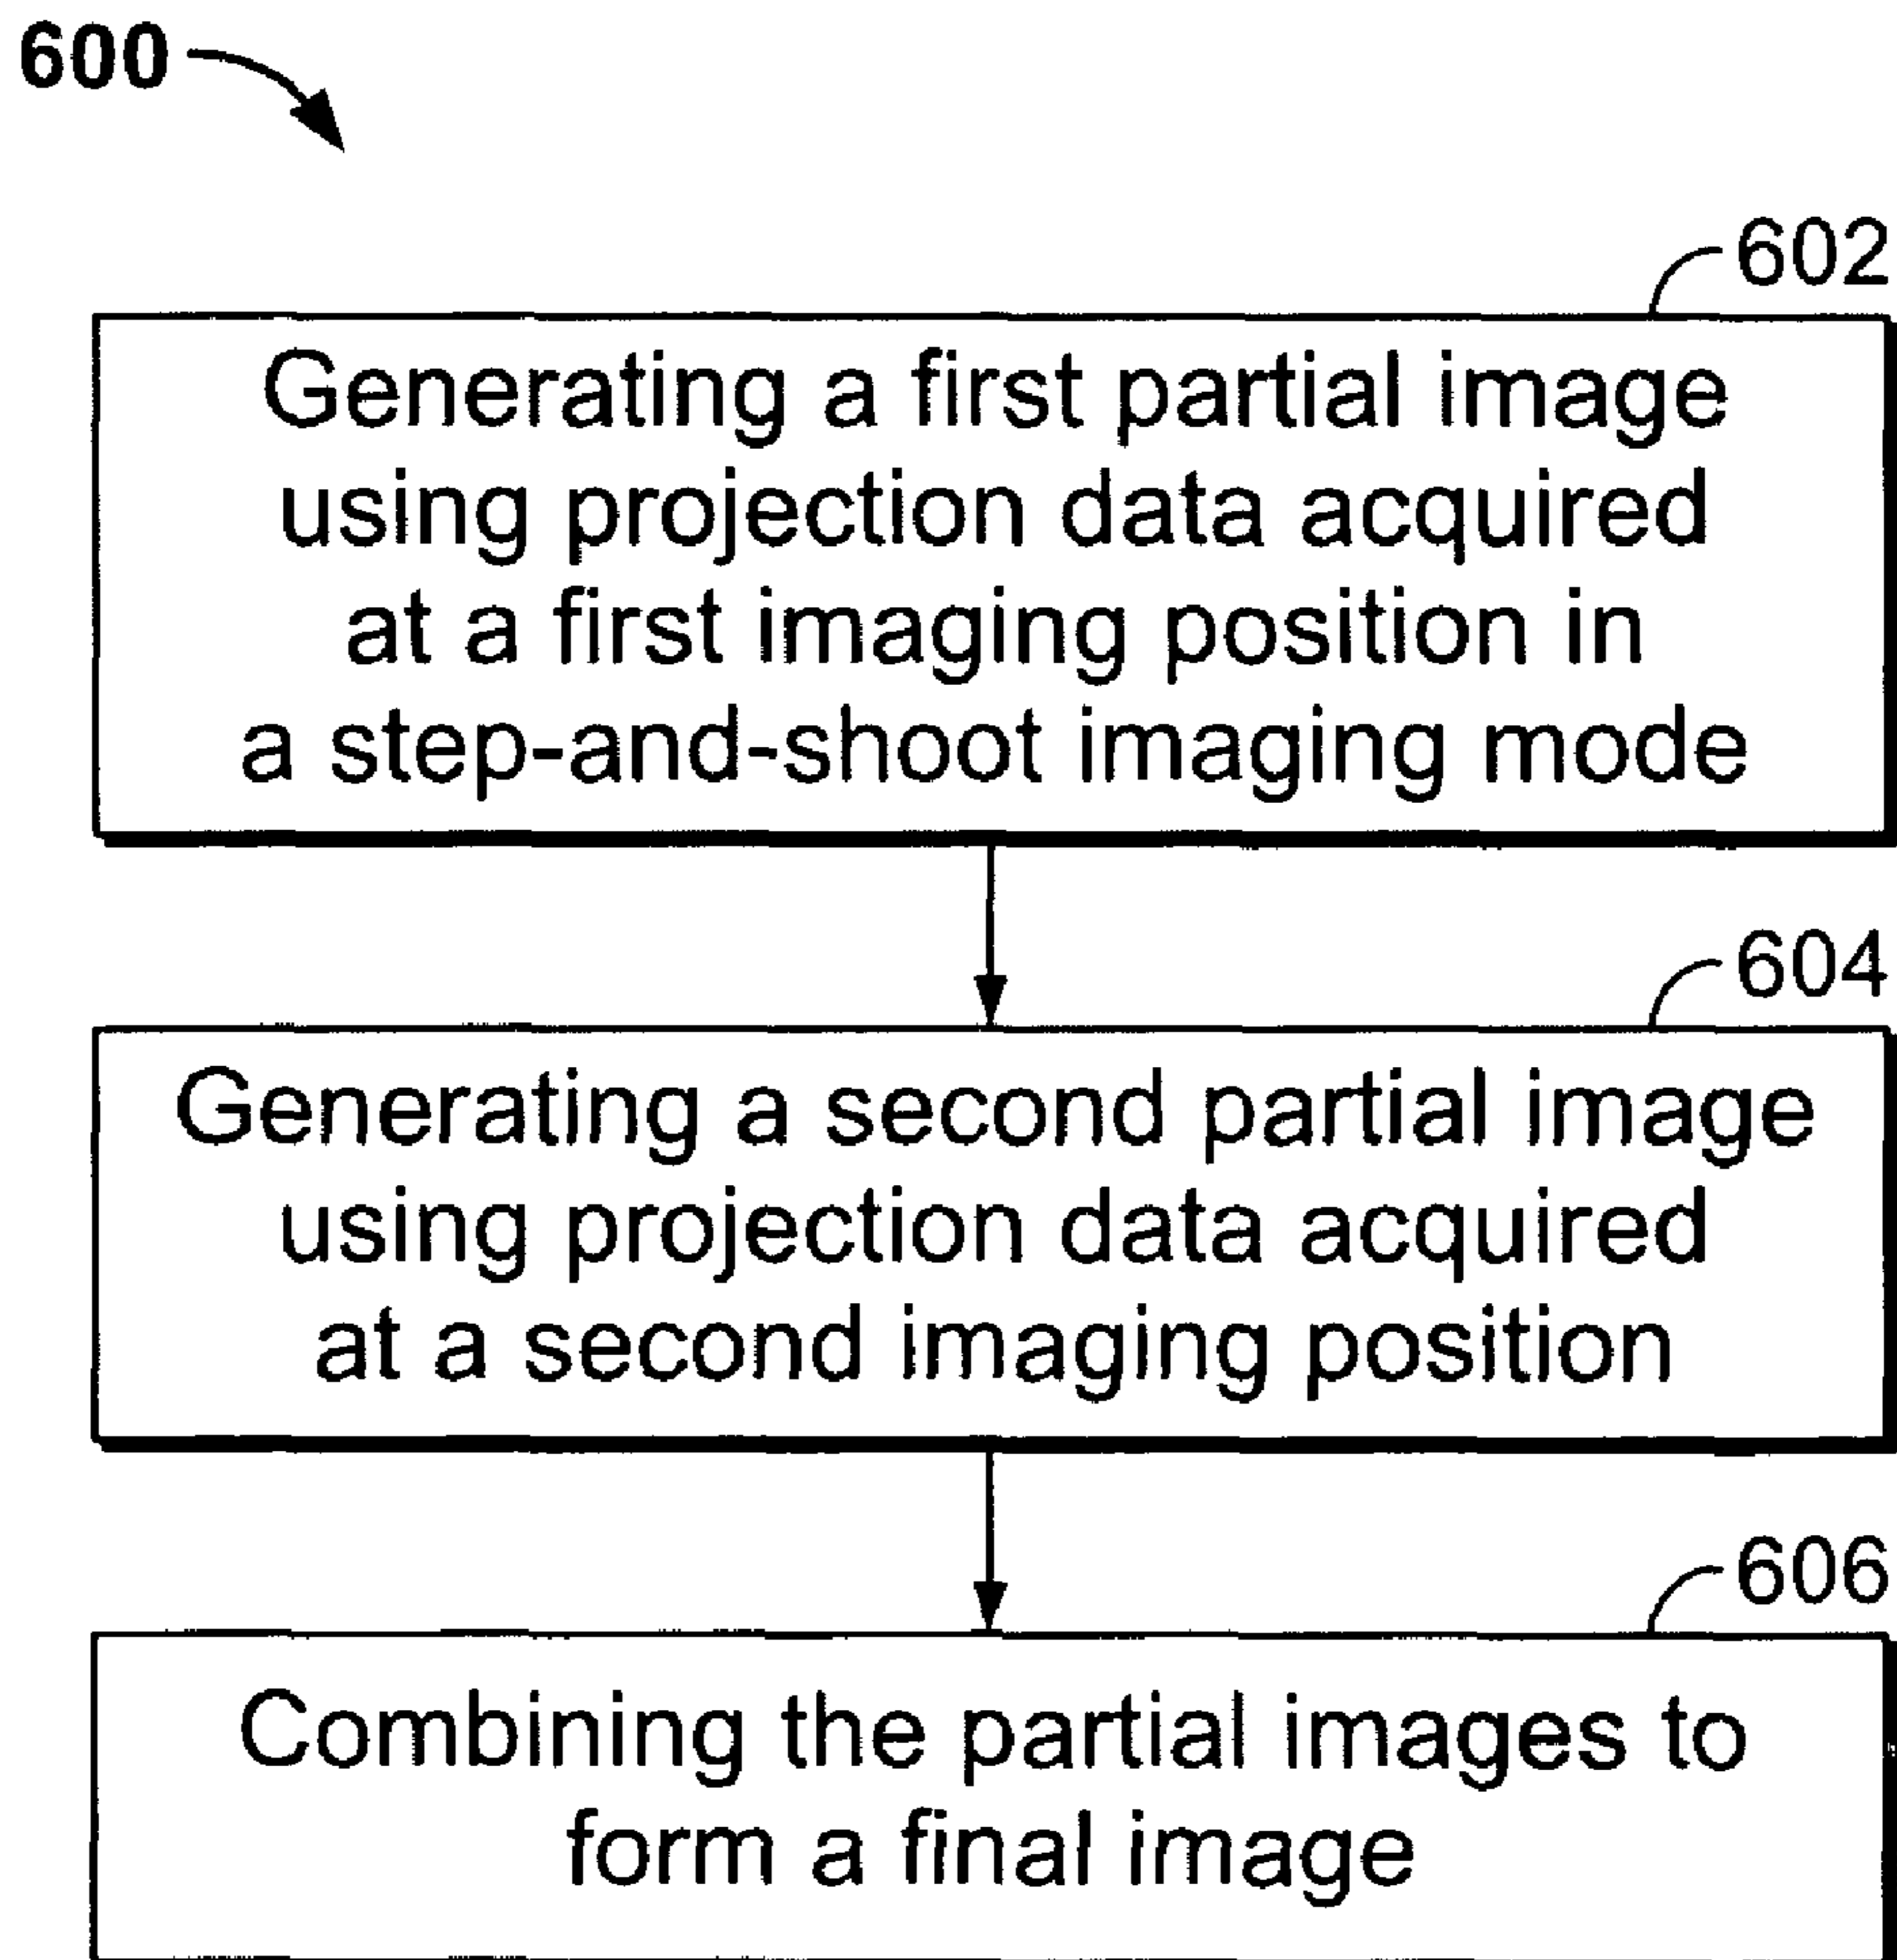 600
602
Generating a first partial image
using projection data acquired
at a first imaging position in
a step-and-shoot imaging mode
604
Generating a second partial image
using projection data acquired
at a second imaging position
606
Combining the partial images to
form a final image